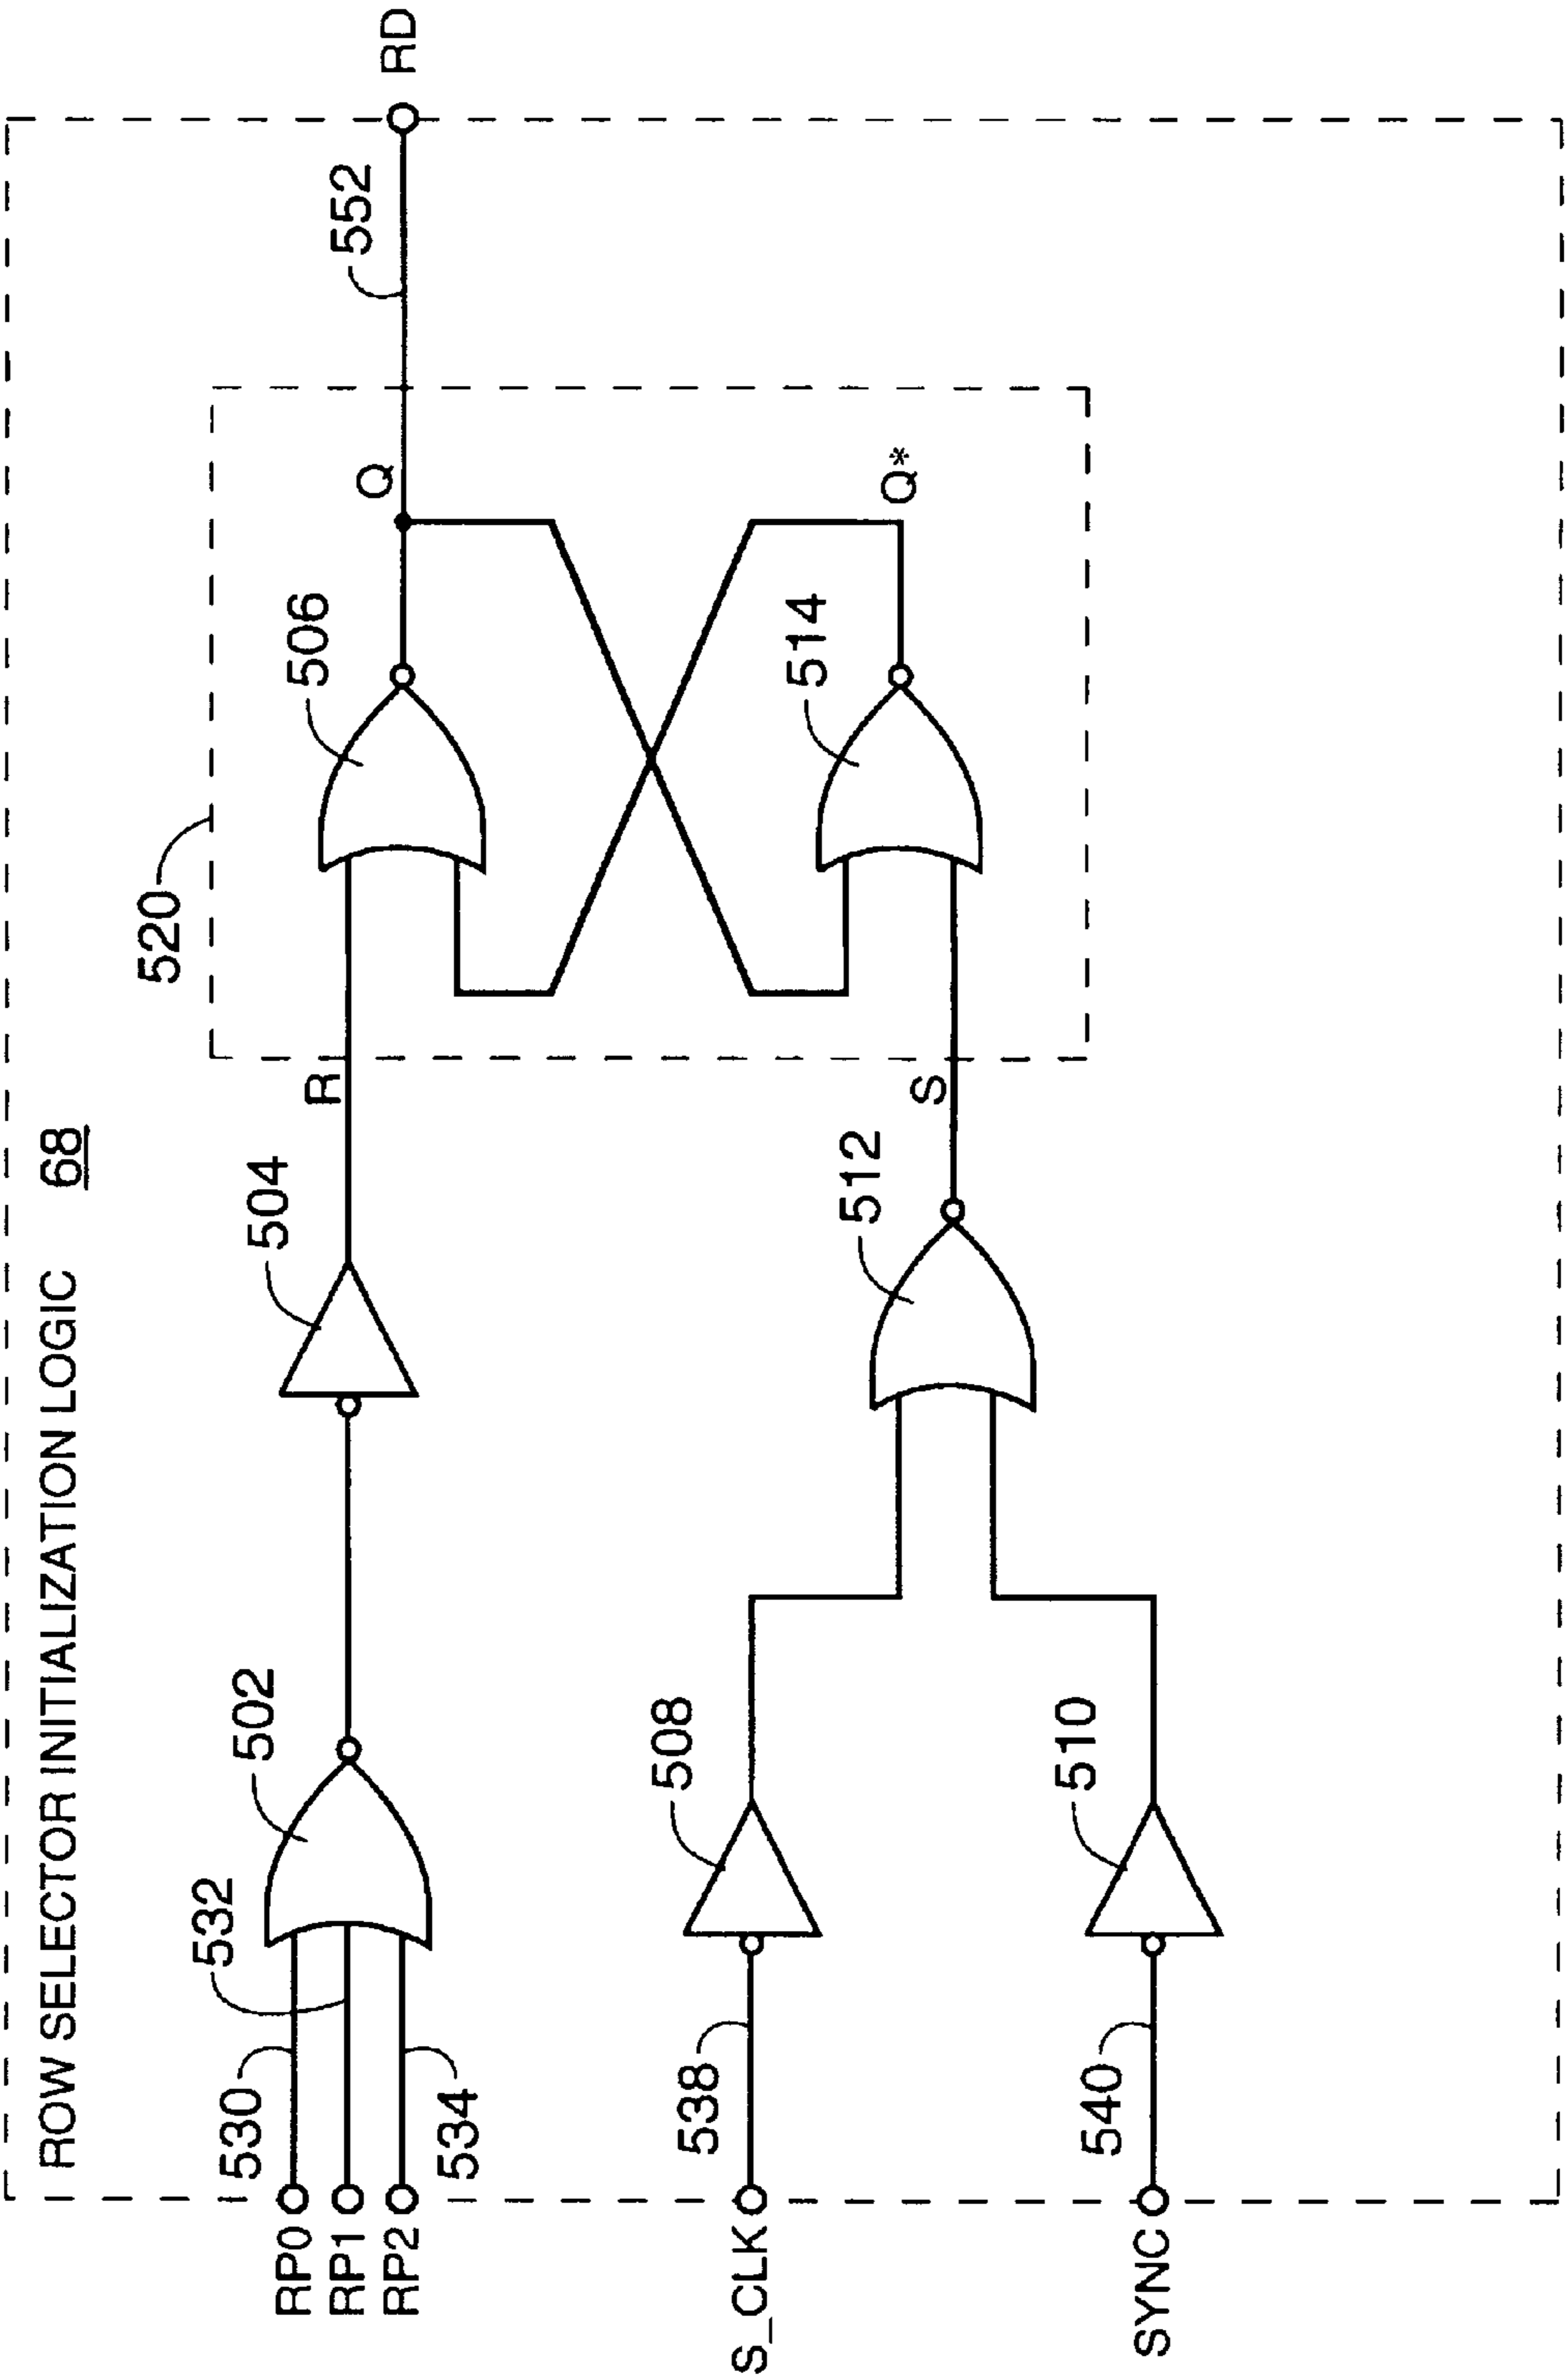 ROW SELECTOR INITIALIZATION LOGIC 68
520
RP0
RP1
RP2
530
532
534
502
504
R
506
Q
552
RD
S_CLK
538
508
512
S
514
Q*
SYNC
540
510